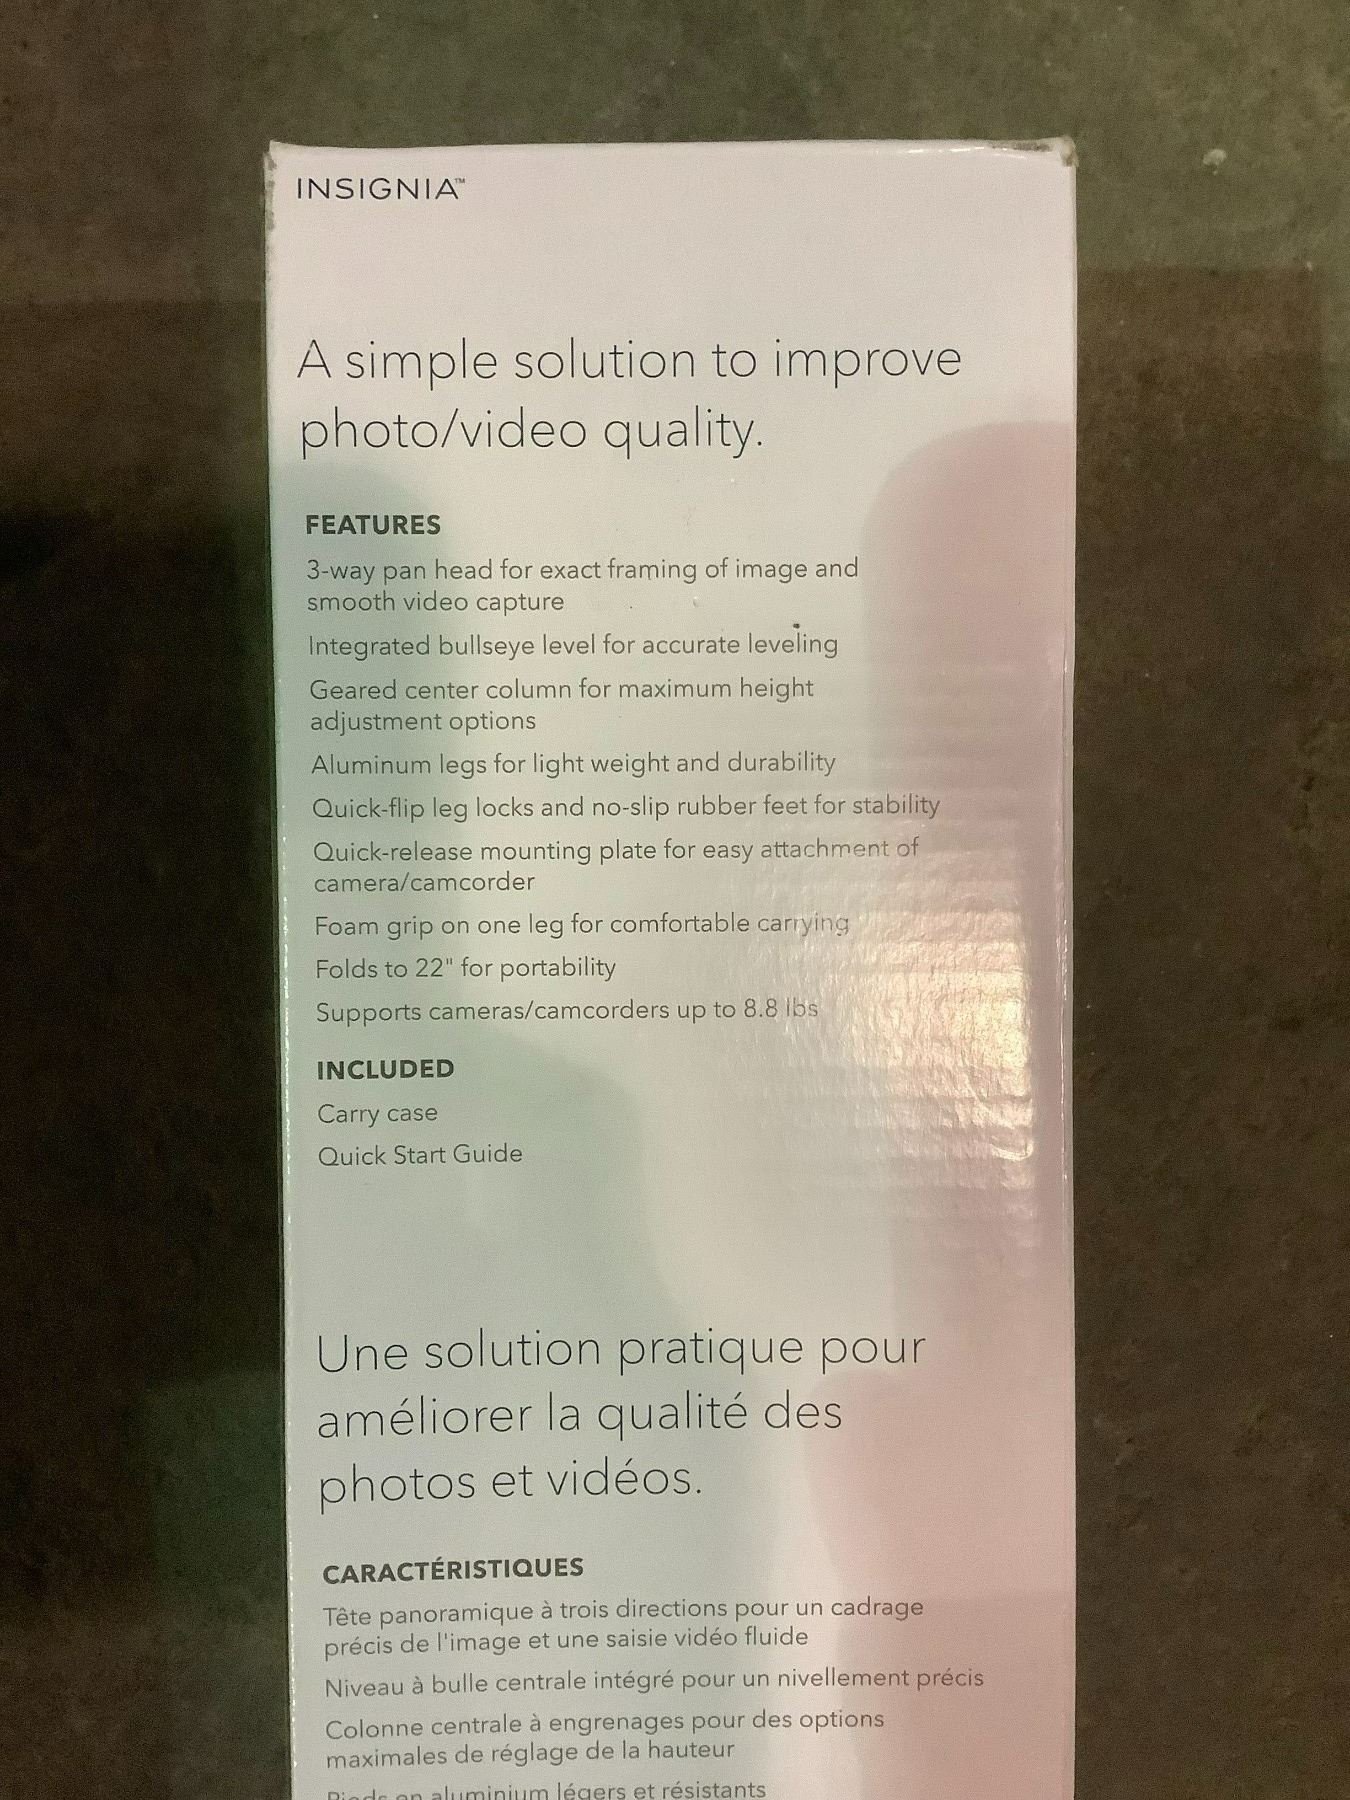 INSIGNIA™
A simple solution to improve
photo/video quality.
FEATURES
3-way pan head for exact framing of image and
smooth video capture
Integrated bullseye level for accurate leveling
Geared center column for maximum height
adjustment options
Aluminum legs for light weight and durability
Quick-flip leg locks and no-slip rubber feet for stability
Quick-release mounting plate for easy attachment of
camera/camcorder
Foam grip on one leg for comfortable carrying
Folds to 22" for portability
Supports cameras/camcorders up to 8.8 lbs
INCLUDED
Carry case
Quick Start Guide
Une solution pratique pour
améliorer la qualité des
photos et vidéos.
CARACTÉRISTIQUES
Tête panoramique à trois directions pour un cadrage
précis de l'image et une saisie vidéo fluide
Niveau à bulle centrale intégré pour un nivellement précis
Colonne centrale à engrenages pour des options
maximales de réglage de la hauteur
Pieds en aluminium légers et résistants